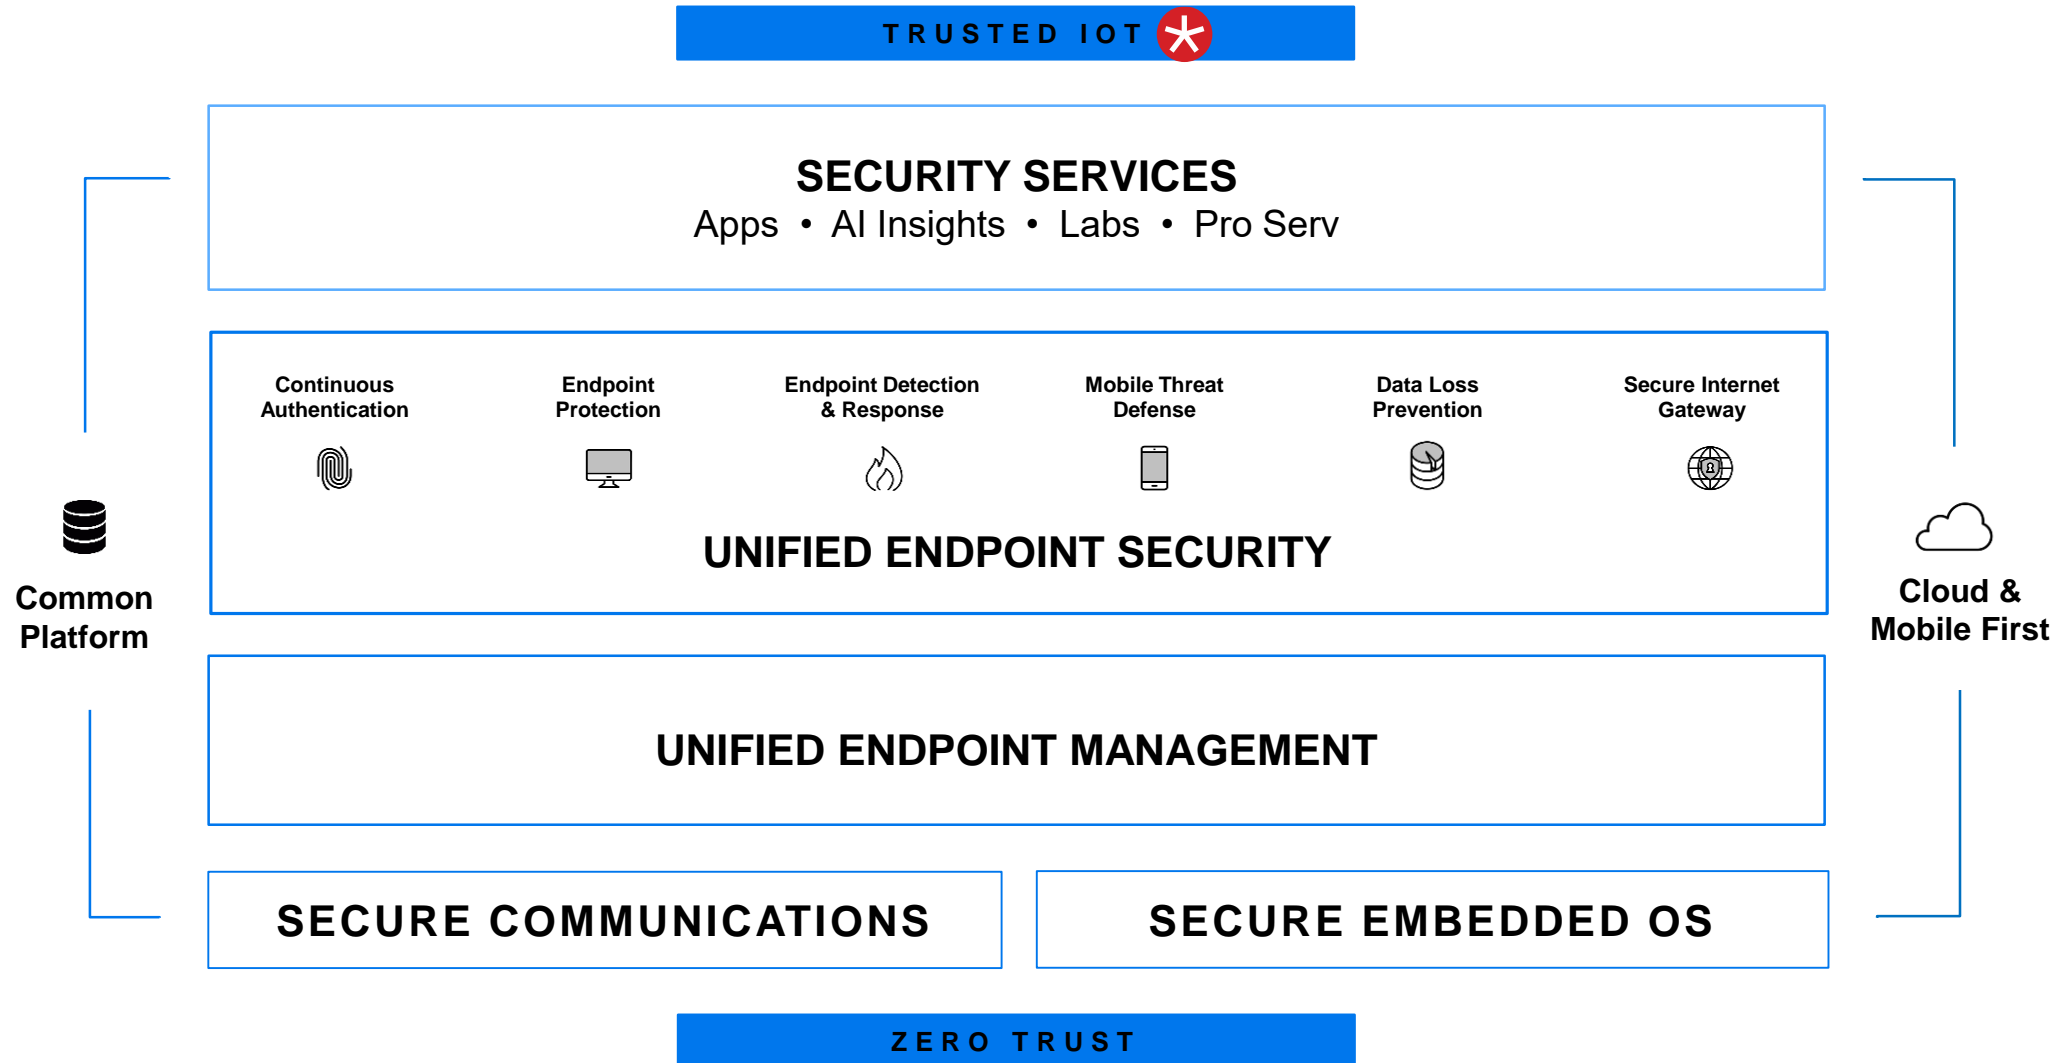 TRUSTED IOT
SECURITY SERVICES
Apps • AI Insights • Labs • Pro Serv
Continuous
Authentication
Endpoint
Protection
Endpoint Detection
& Response
Mobile Threat
Defense
Data Loss
Prevention
Secure Internet
Gateway
UNIFIED ENDPOINT SECURITY
Common
Platform
Cloud &
Mobile First
UNIFIED ENDPOINT MANAGEMENT
SECURE COMMUNICATIONS
SECURE EMBEDDED OS
ZERO TRUST